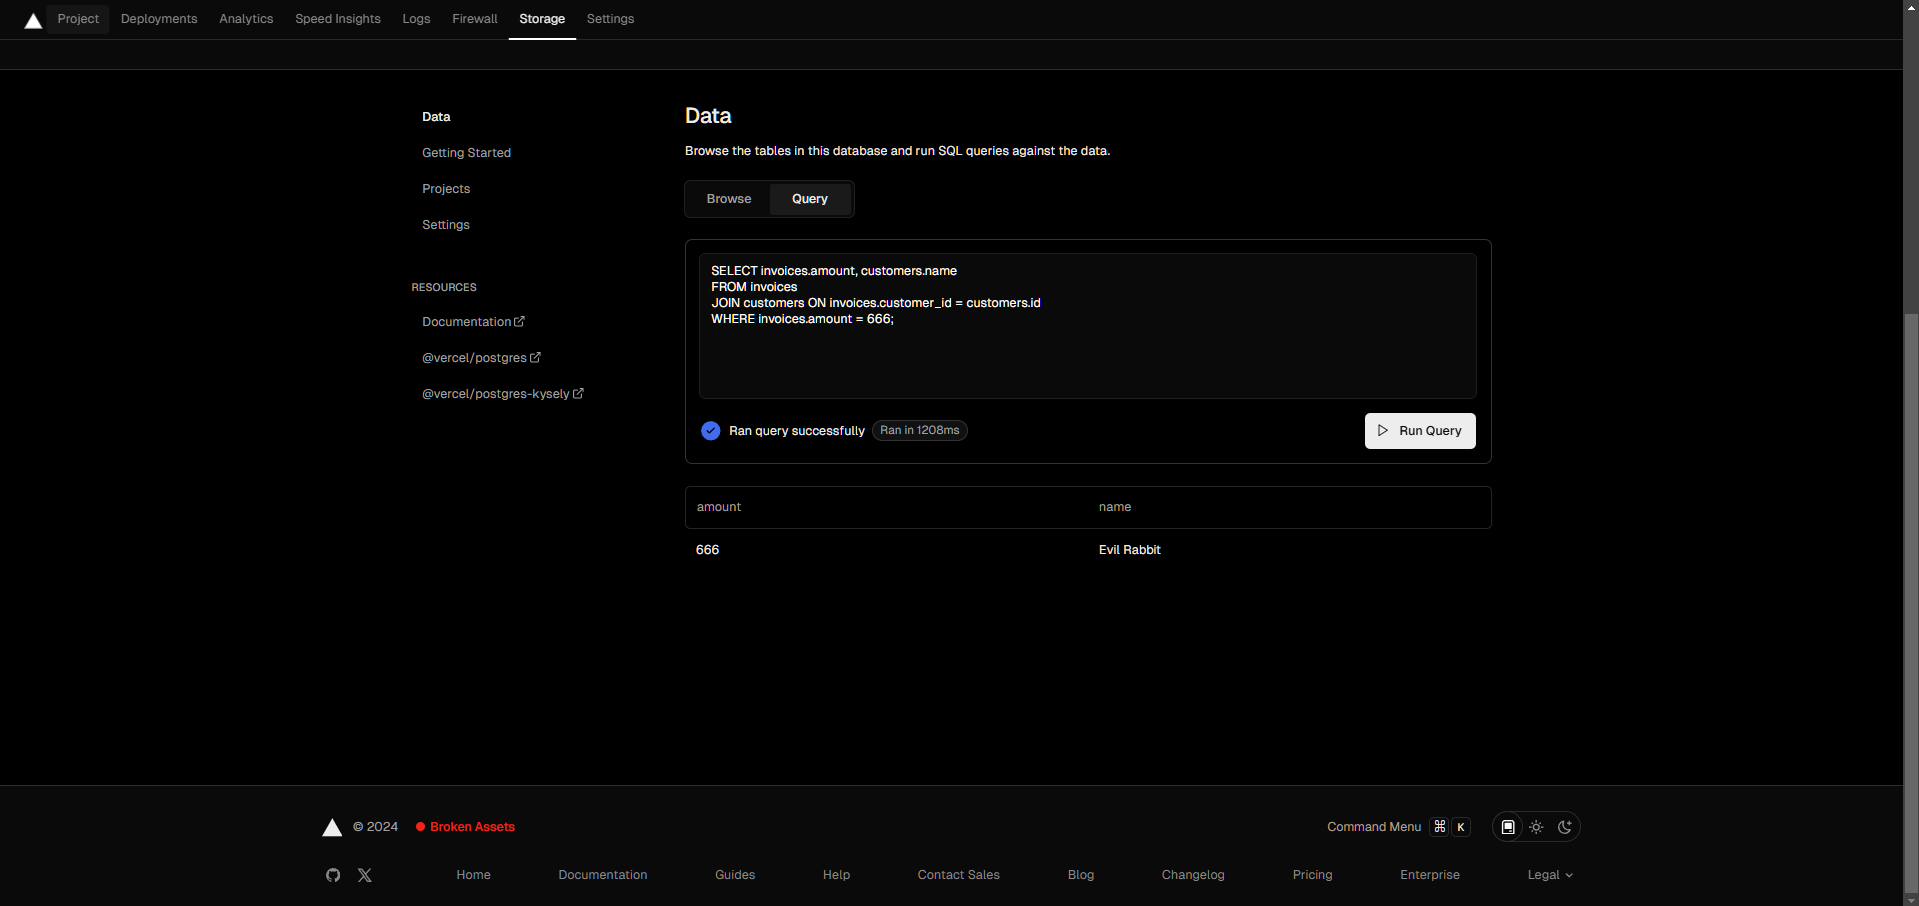 Project Deployments Analytics Speed Insights Logs Firewall Storage Settings
Data
Getting Started
Projects
Settings
RESOURCES
Documentation
@vercel/postgres
@vercel/postgres-kysely
Data
Browse the tables in this database and run SQL queries against the data.
Browse Query
SELECT invoices.amount, customers.name
FROM invoices
JOIN customers ON invoices.customer_id = customers.id
WHERE invoices.amount = 666;
Ran query successfully Ran in 1208ms Run Query
amount name
666 Evil Rabbit
© 2024 Broken Assets Command Menu ⌘ K
Home Documentation Guides Help Contact Sales Blog Changelog Pricing Enterprise Legal